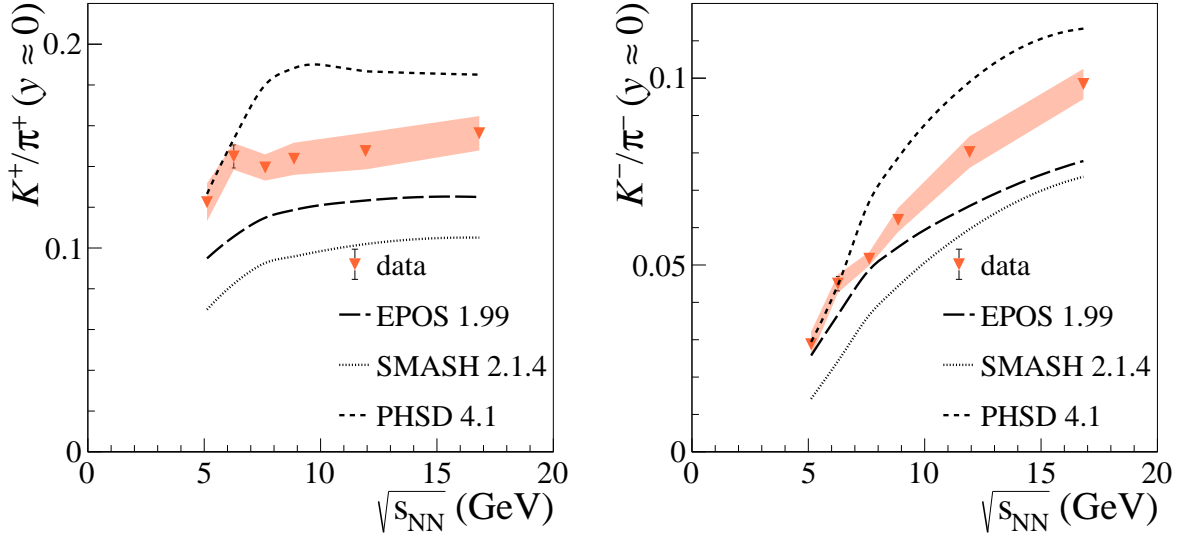 K⁺/π⁺ (y ≈ 0)
0.2
0.1
0
data
EPOS 1.99
SMASH 2.1.4
PHSD 4.1
0 5 10 15 20
√s_NN (GeV)
K⁻/π⁻ (y ≈ 0)
0.1
0.05
0
data
EPOS 1.99
SMASH 2.1.4
PHSD 4.1
0 5 10 15 20
√s_NN (GeV)